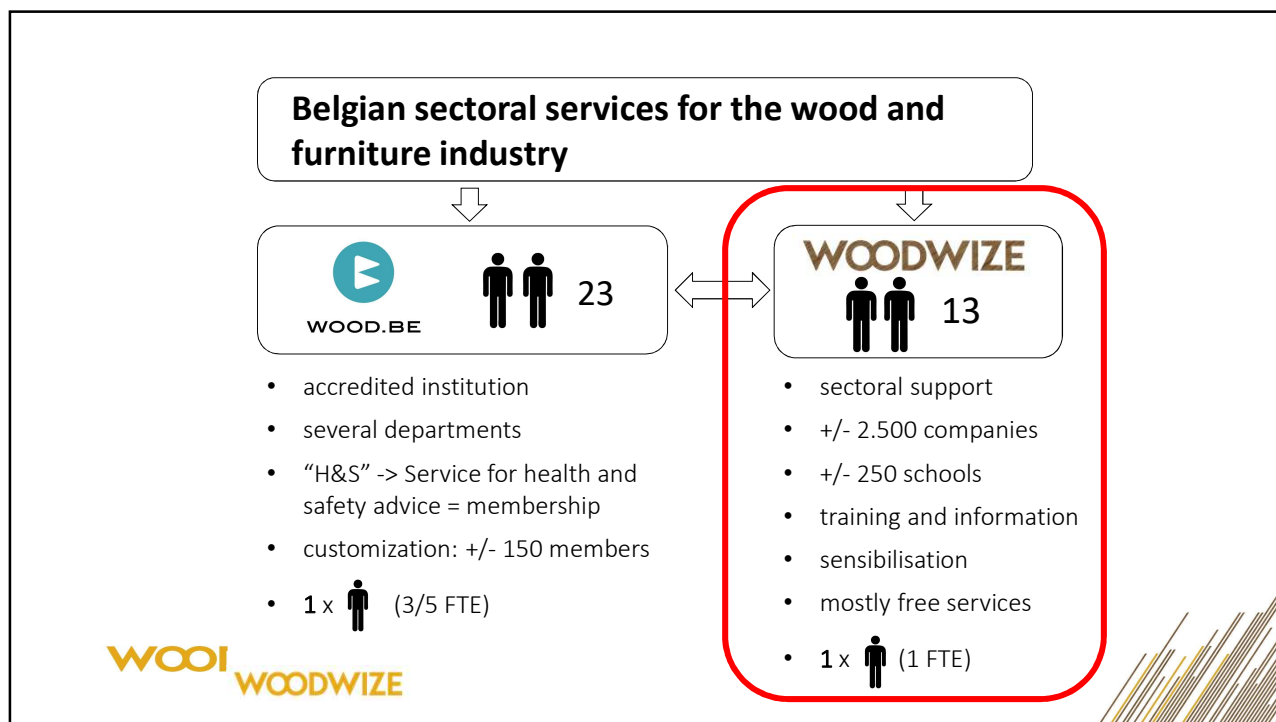 Belgian sectoral services for the wood and
furniture industry
WOOD.BE
23
WOODWIZE
13
• accredited institution
• several departments
• “H&S” -> Service for health and
safety advice = membership
• customization: +/- 150 members
• 1 x (3/5 FTE)
• sectoral support
• +/- 2.500 companies
• +/- 250 schools
• training and information
• sensibilisation
• mostly free services
• 1 x (1 FTE)
WOODWIZE